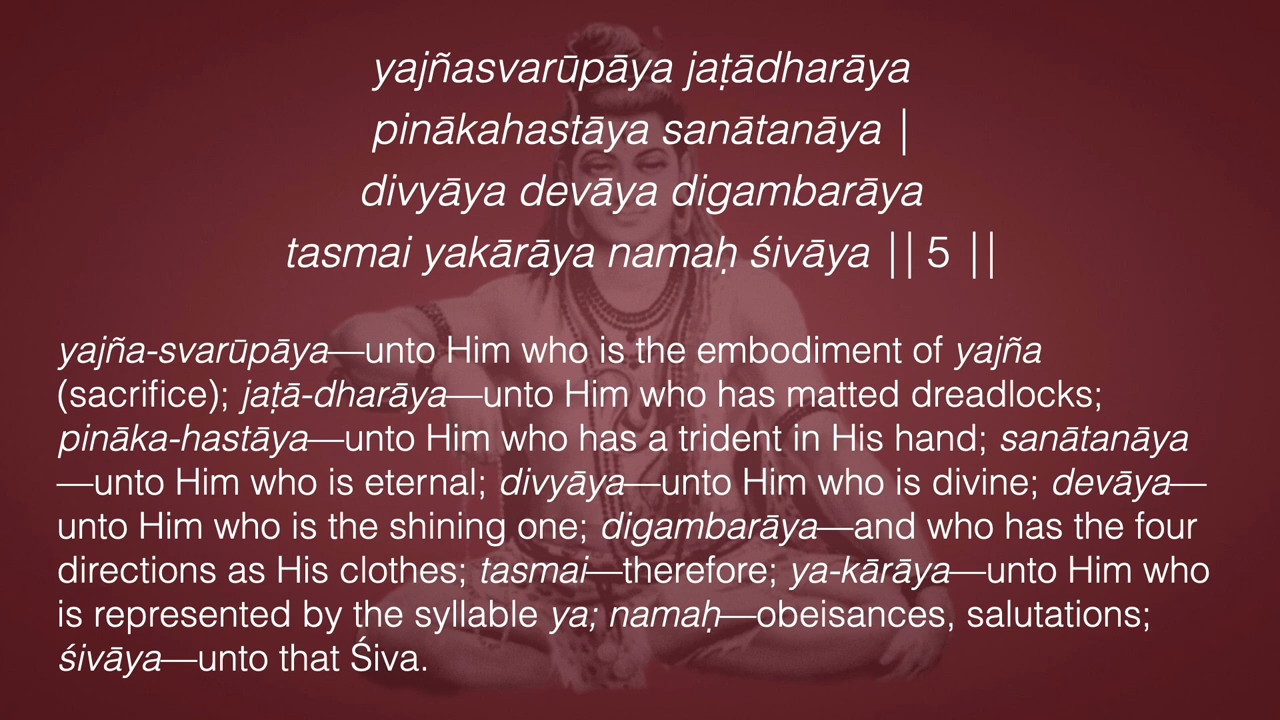 yajñasvarūpāya jaṭādharāya
pinākahastāya sanātanāya |
divyāya devāya digambarāya
tasmai yakārāya namaḥ śivāya || 5 ||
yajña-svarūpāya—unto Him who is the embodiment of yajña
(sacrifice); jaṭā-dharāya—unto Him who has matted dreadlocks;
pināka-hastāya—unto Him who has a trident in His hand; sanātanāya
—unto Him who is eternal; divyāya—unto Him who is divine; devāya—
unto Him who is the shining one; digambarāya—and who has the four
directions as His clothes; tasmai—therefore; ya-kārāya—unto Him who
is represented by the syllable ya; namaḥ—obeisances, salutations;
śivāya—unto that Śiva.